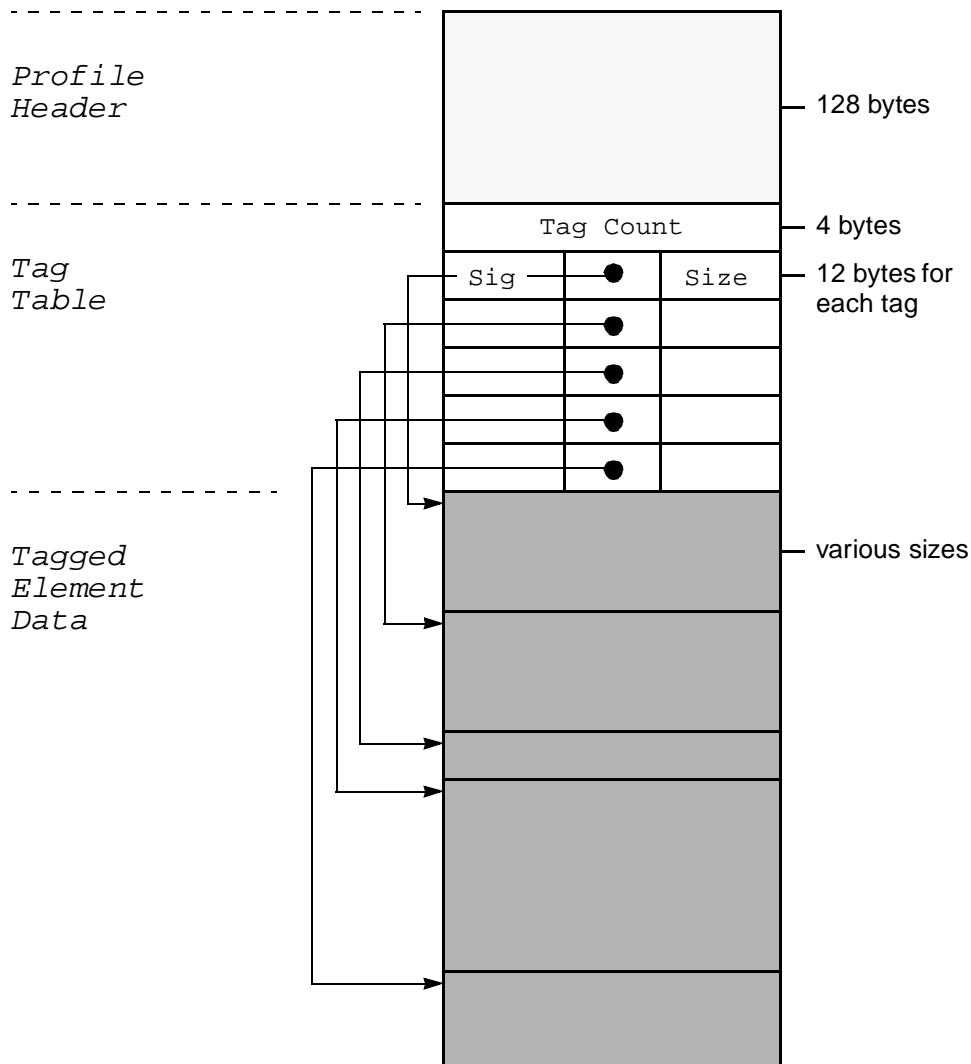 Profile
Header
128 bytes
Tag Count
4 bytes
Tag
Table
Sig
Size
12 bytes for
each tag
Tagged
Element
Data
various sizes